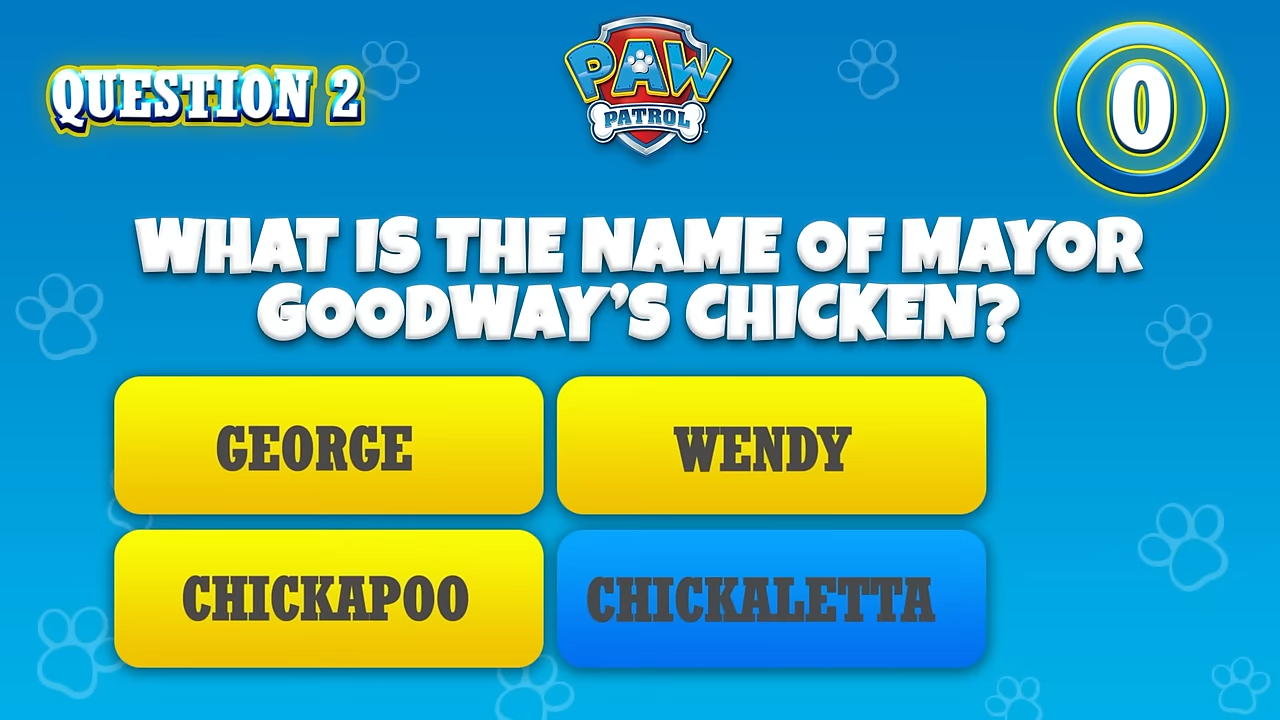 QUESTION 2
PAW
PATROL
0
WHAT IS THE NAME OF MAYOR
GOODWAY'S CHICKEN?
GEORGE
WENDY
CHICKAPOO
CHICKALETTA